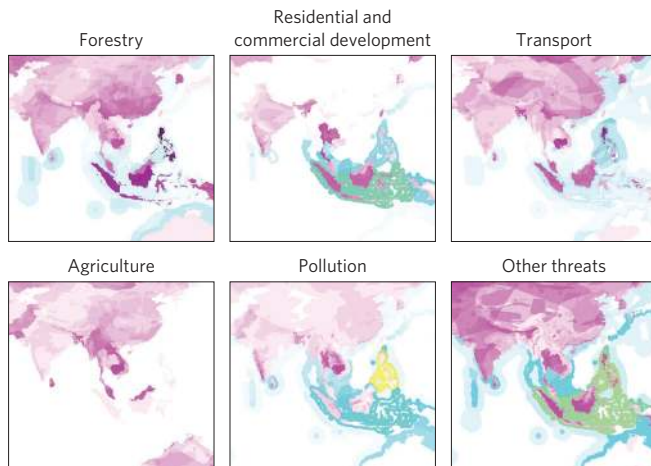 Forestry
Residential and
commercial development
Transport
Agriculture
Pollution
Other threats